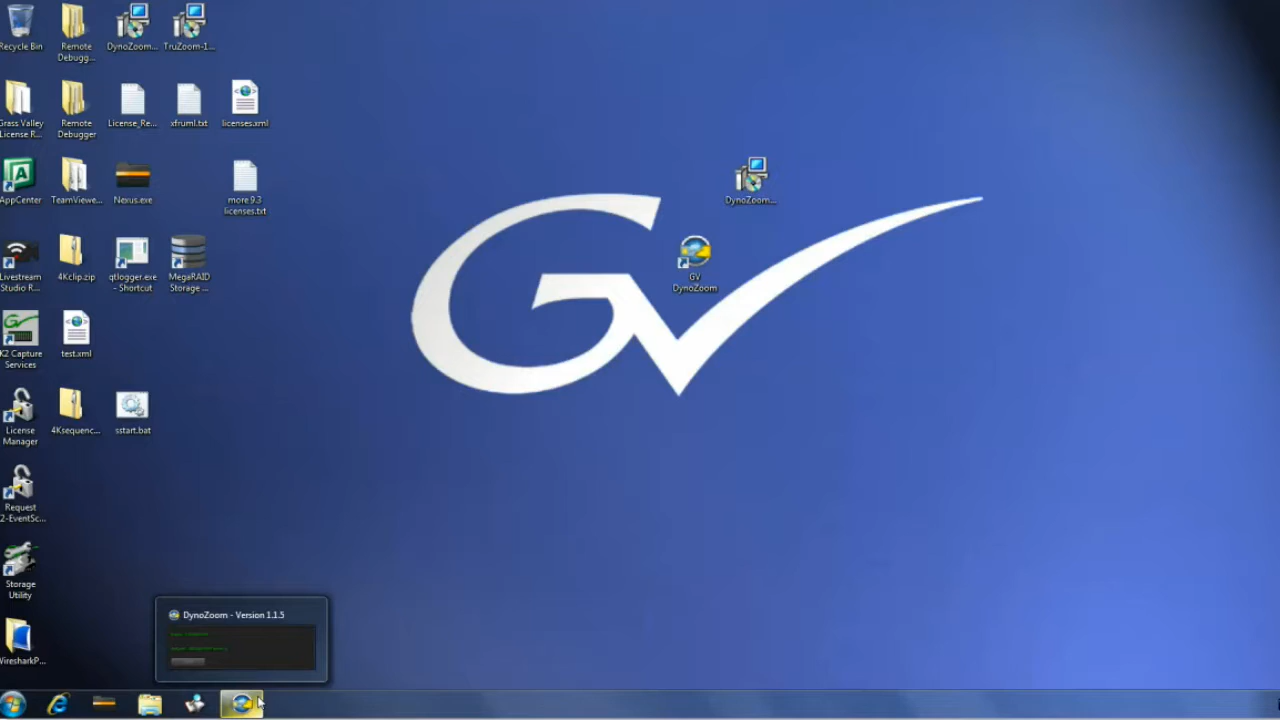 Recycle Bin
Remote
Debugg...
DynoZoom...
TruZoom-1...
Grass Valley
License R...
Remote
Debugger
License_Re...
xfruml.txt
licenses.xml
AppCenter
TeamViewe...
Nexus.exe
more 9.3
licenses.txt
DynoZoom...
Livestream
Studio R...
4Kclip.zip
qtlogger.exe
- Shortcut
MegaRAID
Storage ...
GV
DynoZoom
K2 Capture
Services
test.xml
License
Manager
4Ksequenc...
sstart.bat
Request
2-EventSc...
Storage
Utility
WiresharkP...
DynoZoom - Version 1.1.5
GV